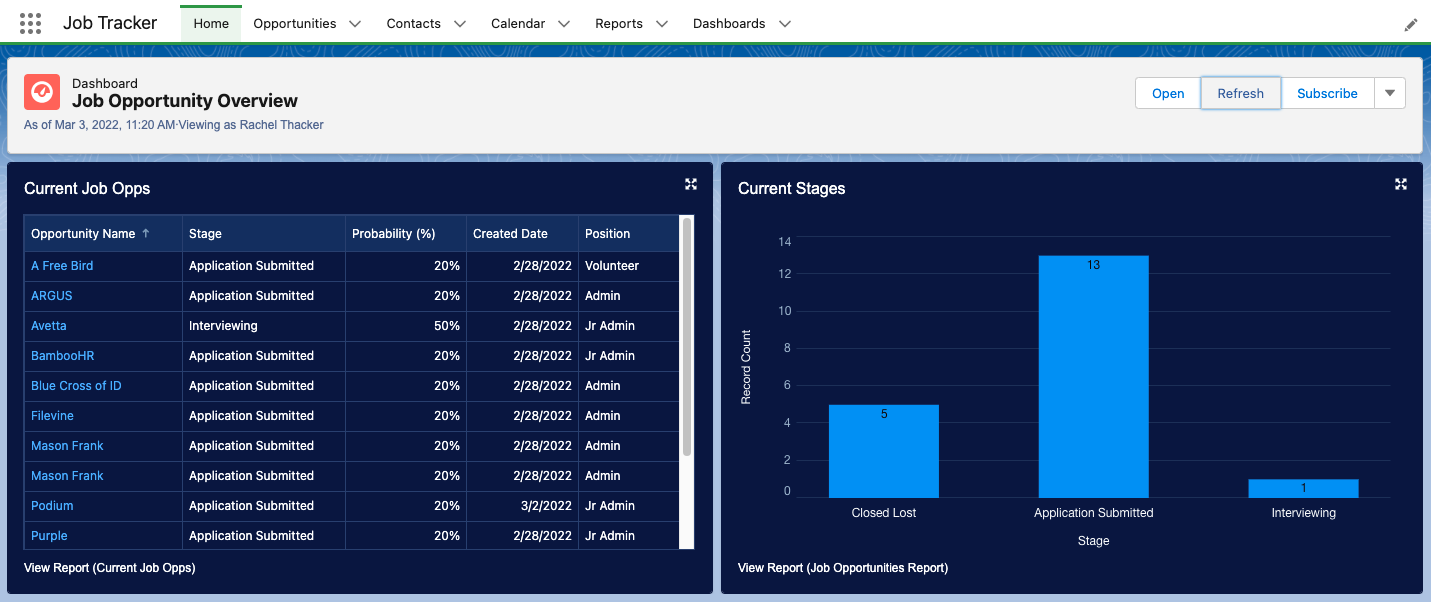 Job Tracker Home Opportunities Contacts Calendar Reports Dashboards
Dashboard
Job Opportunity Overview
As of Mar 3, 2022, 11:20 AM·Viewing as Rachel Thacker
Open Refresh Subscribe
Current Job Opps
Opportunity Name ↑ Stage Probability (%) Created Date Position
A Free Bird Application Submitted 20% 2/28/2022 Volunteer
ARGUS Application Submitted 20% 2/28/2022 Admin
Avetta Interviewing 50% 2/28/2022 Jr Admin
BambooHR Application Submitted 20% 2/28/2022 Jr Admin
Blue Cross of ID Application Submitted 20% 2/28/2022 Admin
Filevine Application Submitted 20% 2/28/2022 Admin
Mason Frank Application Submitted 20% 2/28/2022 Admin
Mason Frank Application Submitted 20% 2/28/2022 Admin
Podium Application Submitted 20% 3/2/2022 Jr Admin
Purple Application Submitted 20% 2/28/2022 Jr Admin
View Report (Current Job Opps)
Current Stages
Record Count
14
12
10
8
6
4
2
0
5
13
1
Closed Lost Application Submitted Interviewing
Stage
View Report (Job Opportunities Report)